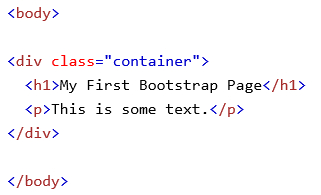 <body>
<div class="container">
<h1>My First Bootstrap Page</h1>
<p>This is some text.</p>
</div>
</body>